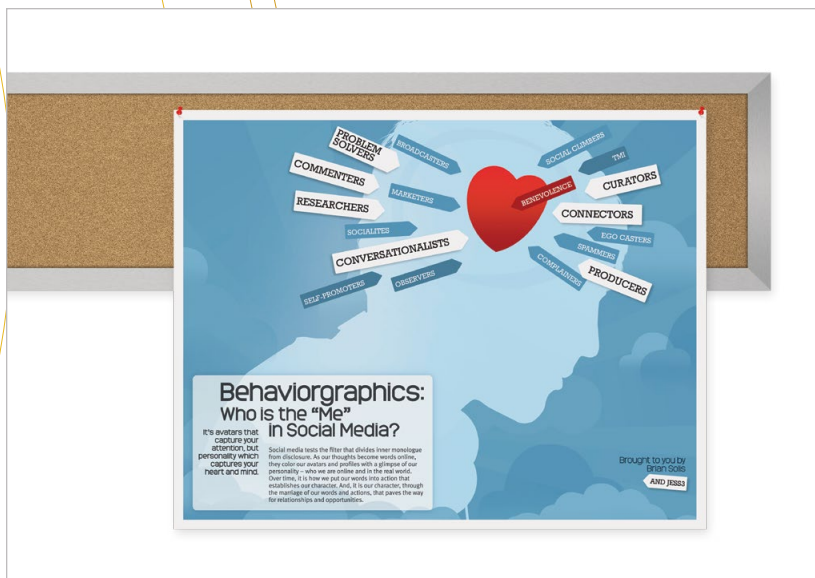 PROBLEM
SOLVERS
BROADCASTERS
COMMENTERS
MARKETERS
RESEARCHERS
SOCIALITES
CONVERSATIONALISTS
SELF-PROMOTERS
OBSERVERS
SOCIAL CLIMBERS
TMI
BENEVOLENCE
CURATORS
CONNECTORS
EGO CASTERS
SPAMMERS
COMPLAINERS
PRODUCERS
Behaviorgraphics:
Who is the “Me”
in Social Media?
It's avatars that
capture your
attention, but
personality which
captures your
heart and mind.
Social media tests the filter that divides inner monologue
from disclosure. As our thoughts become words online,
they color our avatars and profiles with a glimpse of our
personality – who we are online and in the real world.
Over time, it is how we put our words into action that
establishes our character. And, it is our character, through
the marriage of our words and actions, that paves the way
for relationships and opportunities.
Brought to you by
Brian Solis
AND JESS3